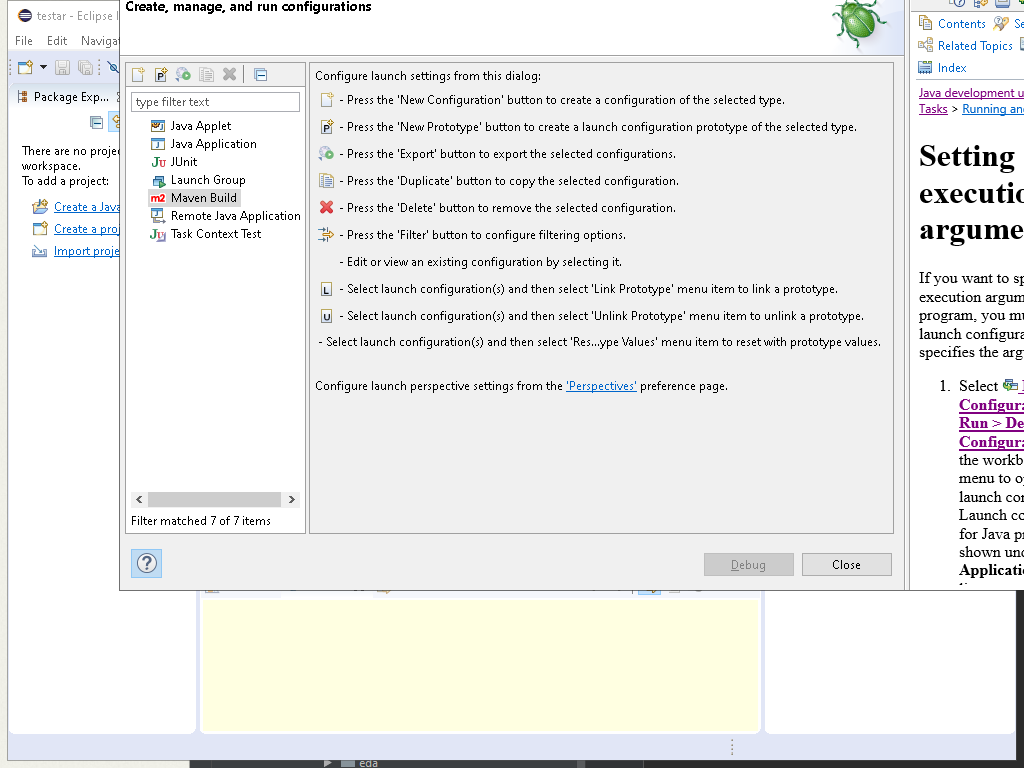 testar - Eclipse I
File Edit Navigat
Package Exp...
There are no projec
workspace.
To add a project:
Create a Java
Create a proj
Import proje
Create, manage, and run configurations
type filter text
Java Applet
Java Application
JUnit
Launch Group
Maven Build
Remote Java Application
Task Context Test
Filter matched 7 of 7 items
Configure launch settings from this dialog:
- Press the 'New Configuration' button to create a configuration of the selected type.
- Press the 'New Prototype' button to create a launch configuration prototype of the selected type.
- Press the 'Export' button to export the selected configurations.
- Press the 'Duplicate' button to copy the selected configuration.
- Press the 'Delete' button to remove the selected configuration.
- Press the 'Filter' button to configure filtering options.
- Edit or view an existing configuration by selecting it.
- Select launch configuration(s) and then select 'Link Prototype' menu item to link a prototype.
- Select launch configuration(s) and then select 'Unlink Prototype' menu item to unlink a prototype.
- Select launch configuration(s) and then select 'Res...ype Values' menu item to reset with prototype values.
Configure launch perspective settings from the 'Perspectives' preference page.
Debug
Close
Contents Se
Related Topics
Index
Java development u
Tasks > Running and
Setting
executio
argume
If you want to sp
execution argum
program, you mu
launch configura
specifies the arg
1. Select
Configura
Run > De
Configura
the workb
menu to op
launch con
Launch co
for Java pr
shown und
Applicatio
eda